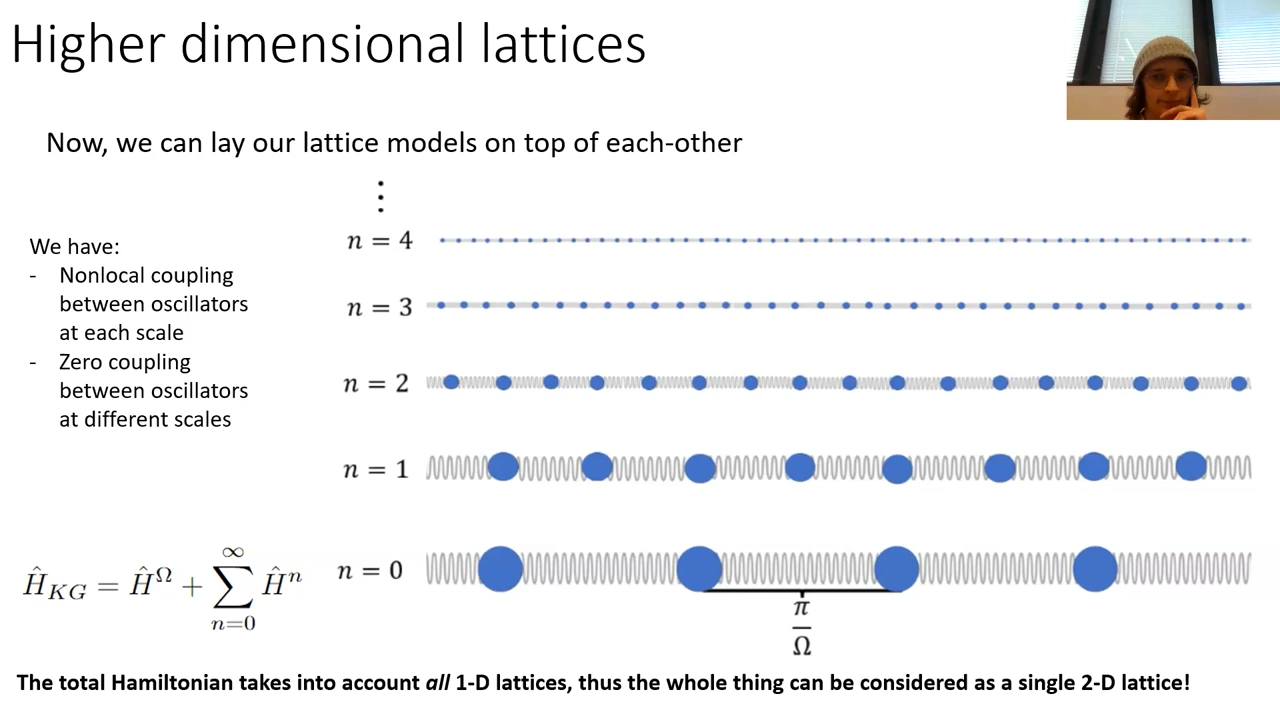 Higher dimensional lattices
Now, we can lay our lattice models on top of each-other
⋮
n = 4
We have:
- Nonlocal coupling
between oscillators
at each scale
- Zero coupling
between oscillators
at different scales
n = 3
n = 2
n = 1
n = 0
Ĥ_{KG} = Ĥ^Ω + ∑_{n=0}^{∞} Ĥ^n
π/Ω
The total Hamiltonian takes into account all 1-D lattices, thus the whole thing can be considered as a single 2-D lattice!